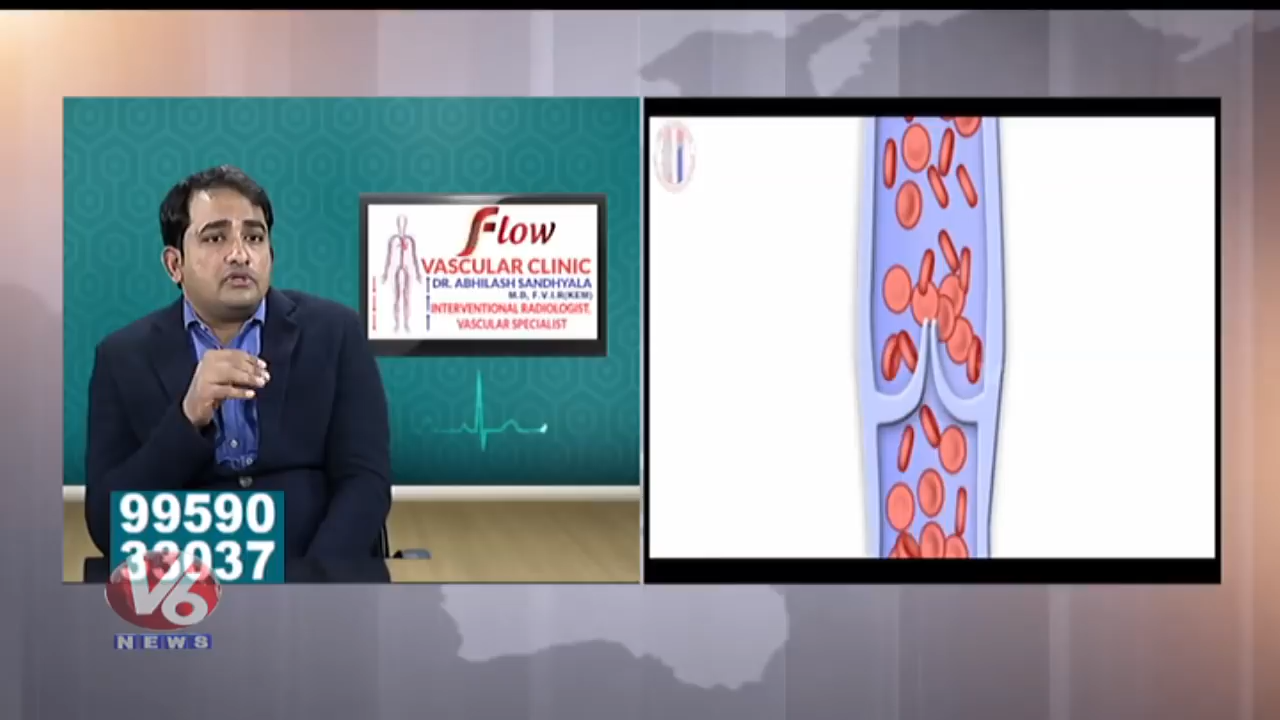 Flow
VASCULAR CLINIC
DR. ABHILASH SANDHYALA
M.D, F.V.I.R(KEM)
INTERVENTIONAL RADIOLOGIST,
VASCULAR SPECIALIST
99590
33037
V6
NEWS